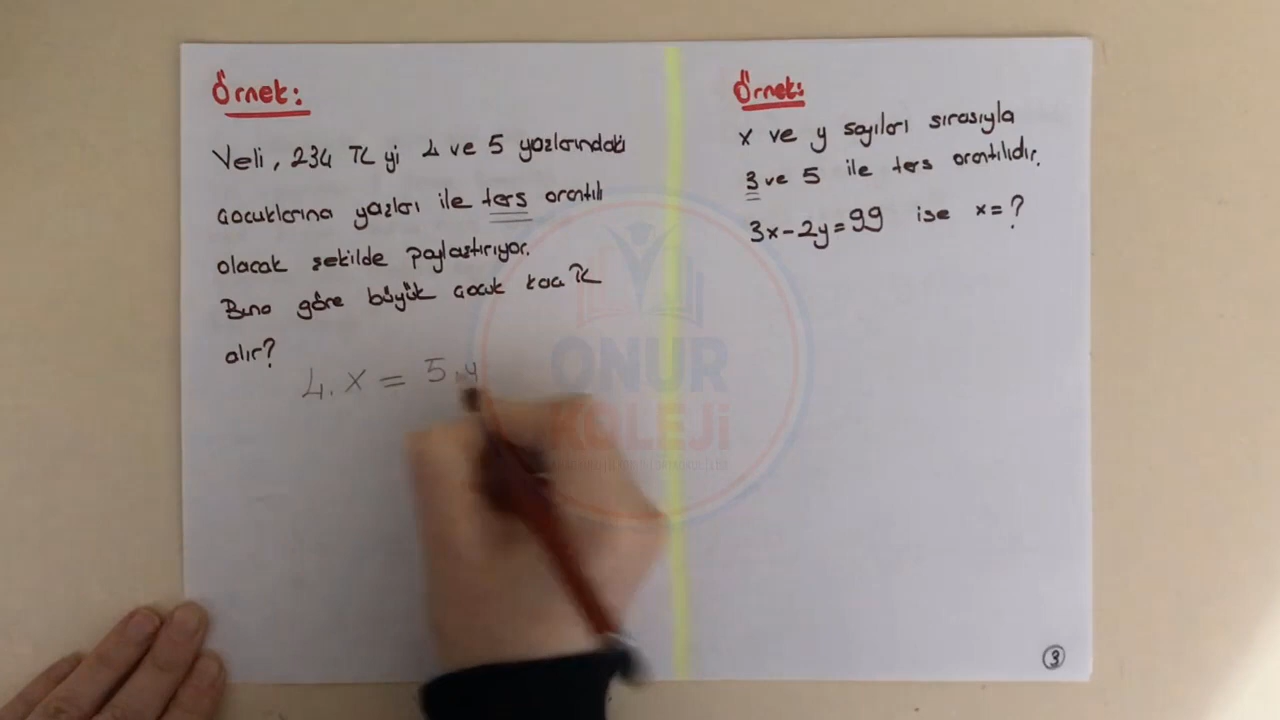 Örnek:
Veli, 234 TL yi 4 ve 5 yaşlarındaki
çocuklarına yaşları ile ters orantılı
olacak şekilde paylaştırıyor.
Buna göre büyük çocuk kaç TL
alır?
4. x = 5. y
Örnek:
x ve y sayıları sırasıyla
3 ve 5 ile ters orantılıdır.
3x-2y=99 ise x=?
ONUR
KOLEJİ
3